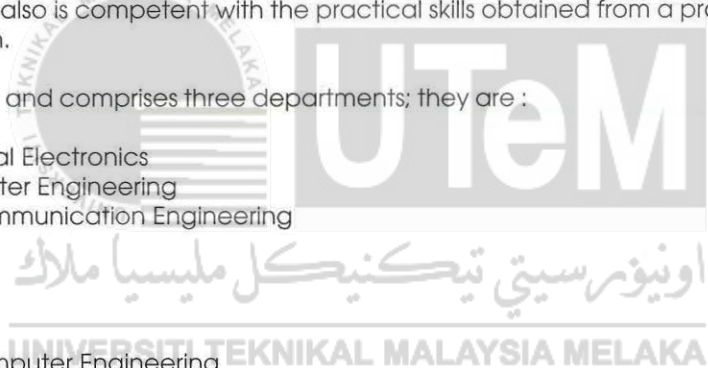 also is competent with the practical skills obtained from a
and comprises three departments; they are :
al Electronics
ter Engineering
mmunication Engineering
UTeM
اونيۏرسيتي تيكنيكل مليسيا ملاك
UNIVERSITI TEKNIKAL MALAYSIA MELAKA
mputer Engineering